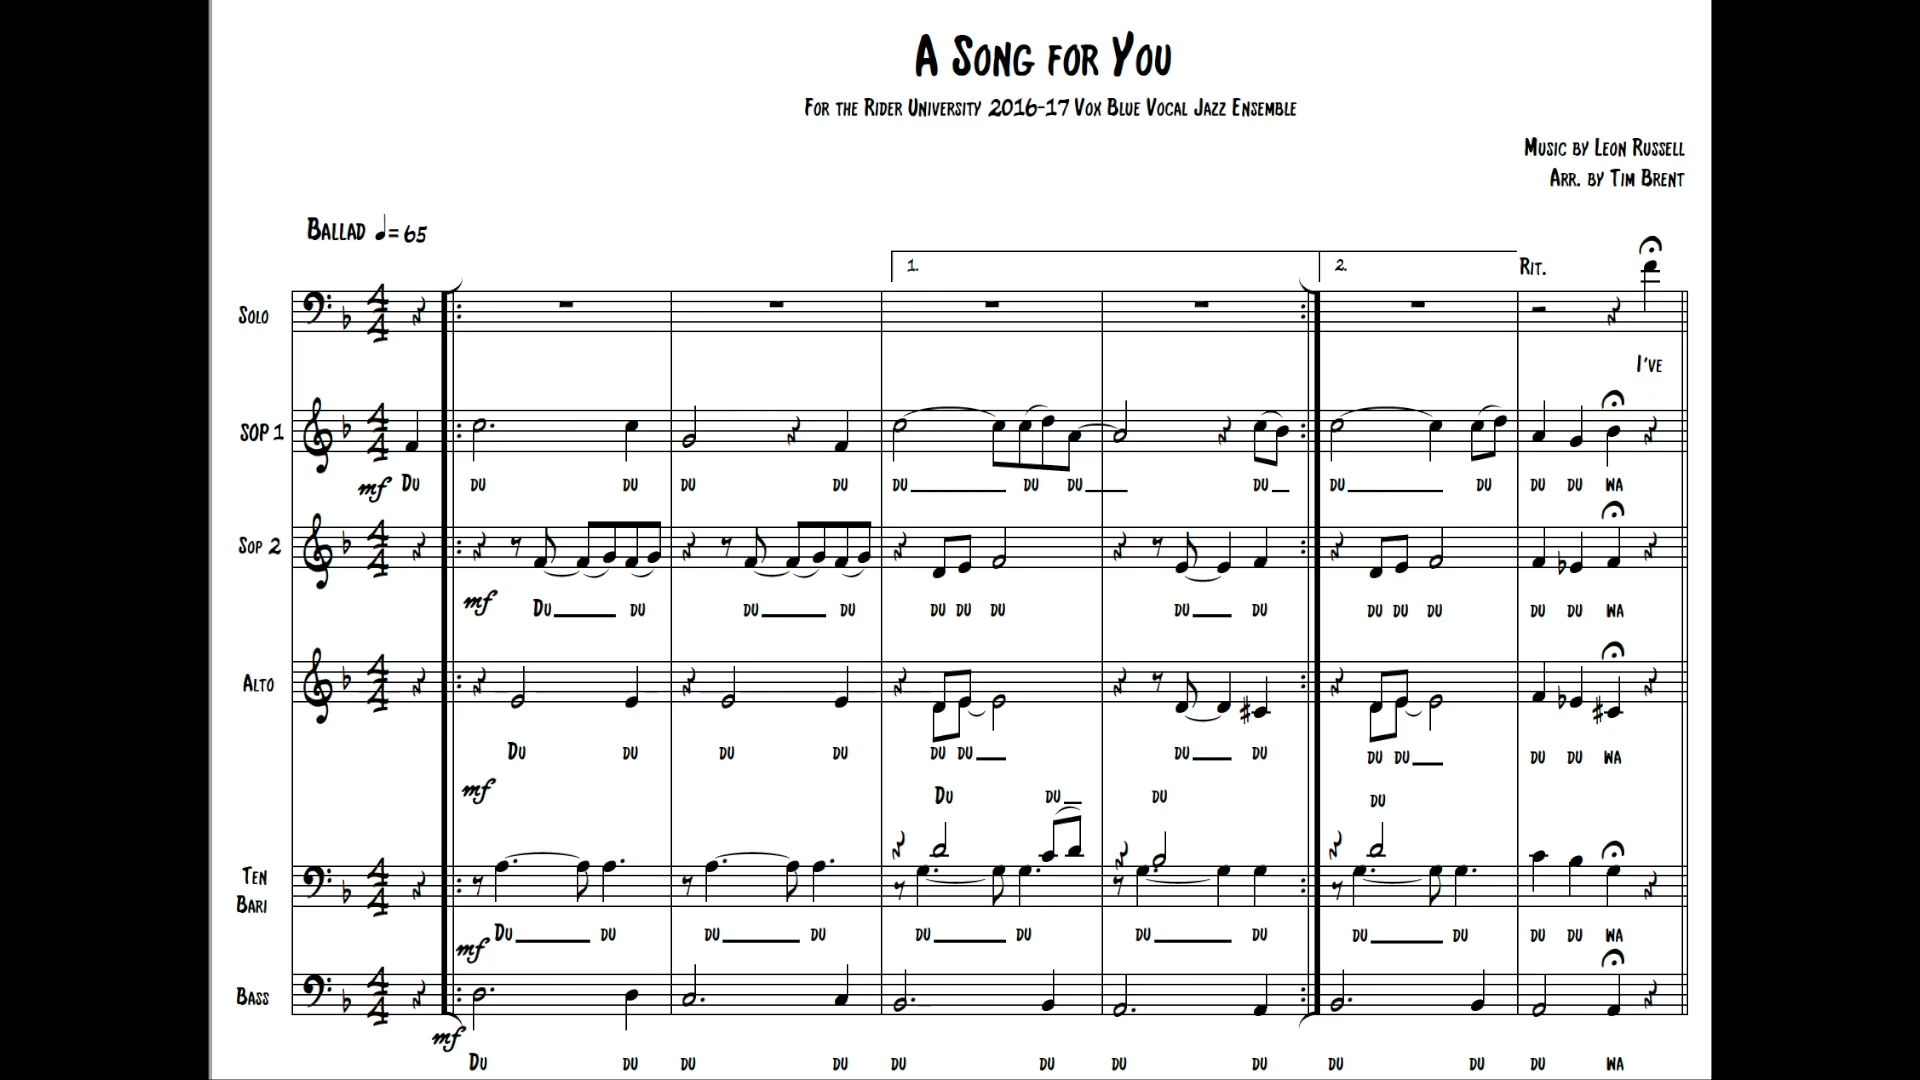 A Song for You
For the Rider University 2016-17 Vox Blue Vocal Jazz Ensemble
Music by Leon Russell
Arr. by Tim Brent
Ballad ♩= 65
1. 2. Rit.
Solo
I've
SOP 1
mf Du du du du du du du du du du du du du wa
Sop 2
mf Du du du du du du du du du du du du du du wa
Alto
Du du du du du du du du du du du du wa
mf
Du du du du
Ten
Bari
mf Du du du du du du du du du du du du wa
Bass
mf
Du du du du du du du du du du du wa